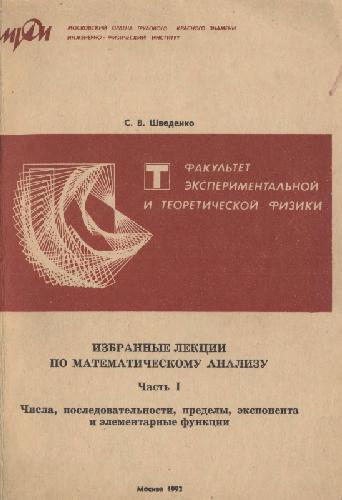 мифи
МОСКОВСКИЙ ОРДЕНА ТРУДОВОГО КРАСНОГО ЗНАМЕНИ
ИНЖЕНЕРНО-ФИЗИЧЕСКИЙ ИНСТИТУТ
С. В. Шведенко
Т ФАКУЛЬТЕТ
ЭКСПЕРИМЕНТАЛЬНОЙ
И ТЕОРЕТИЧЕСКОЙ ФИЗИКИ
ИЗБРАННЫЕ ЛЕКЦИИ
ПО МАТЕМАТИЧЕСКОМУ АНАЛИЗУ
Часть I
Числа, последовательности, пределы, экспонента
и элементарные функции
Москва 1992